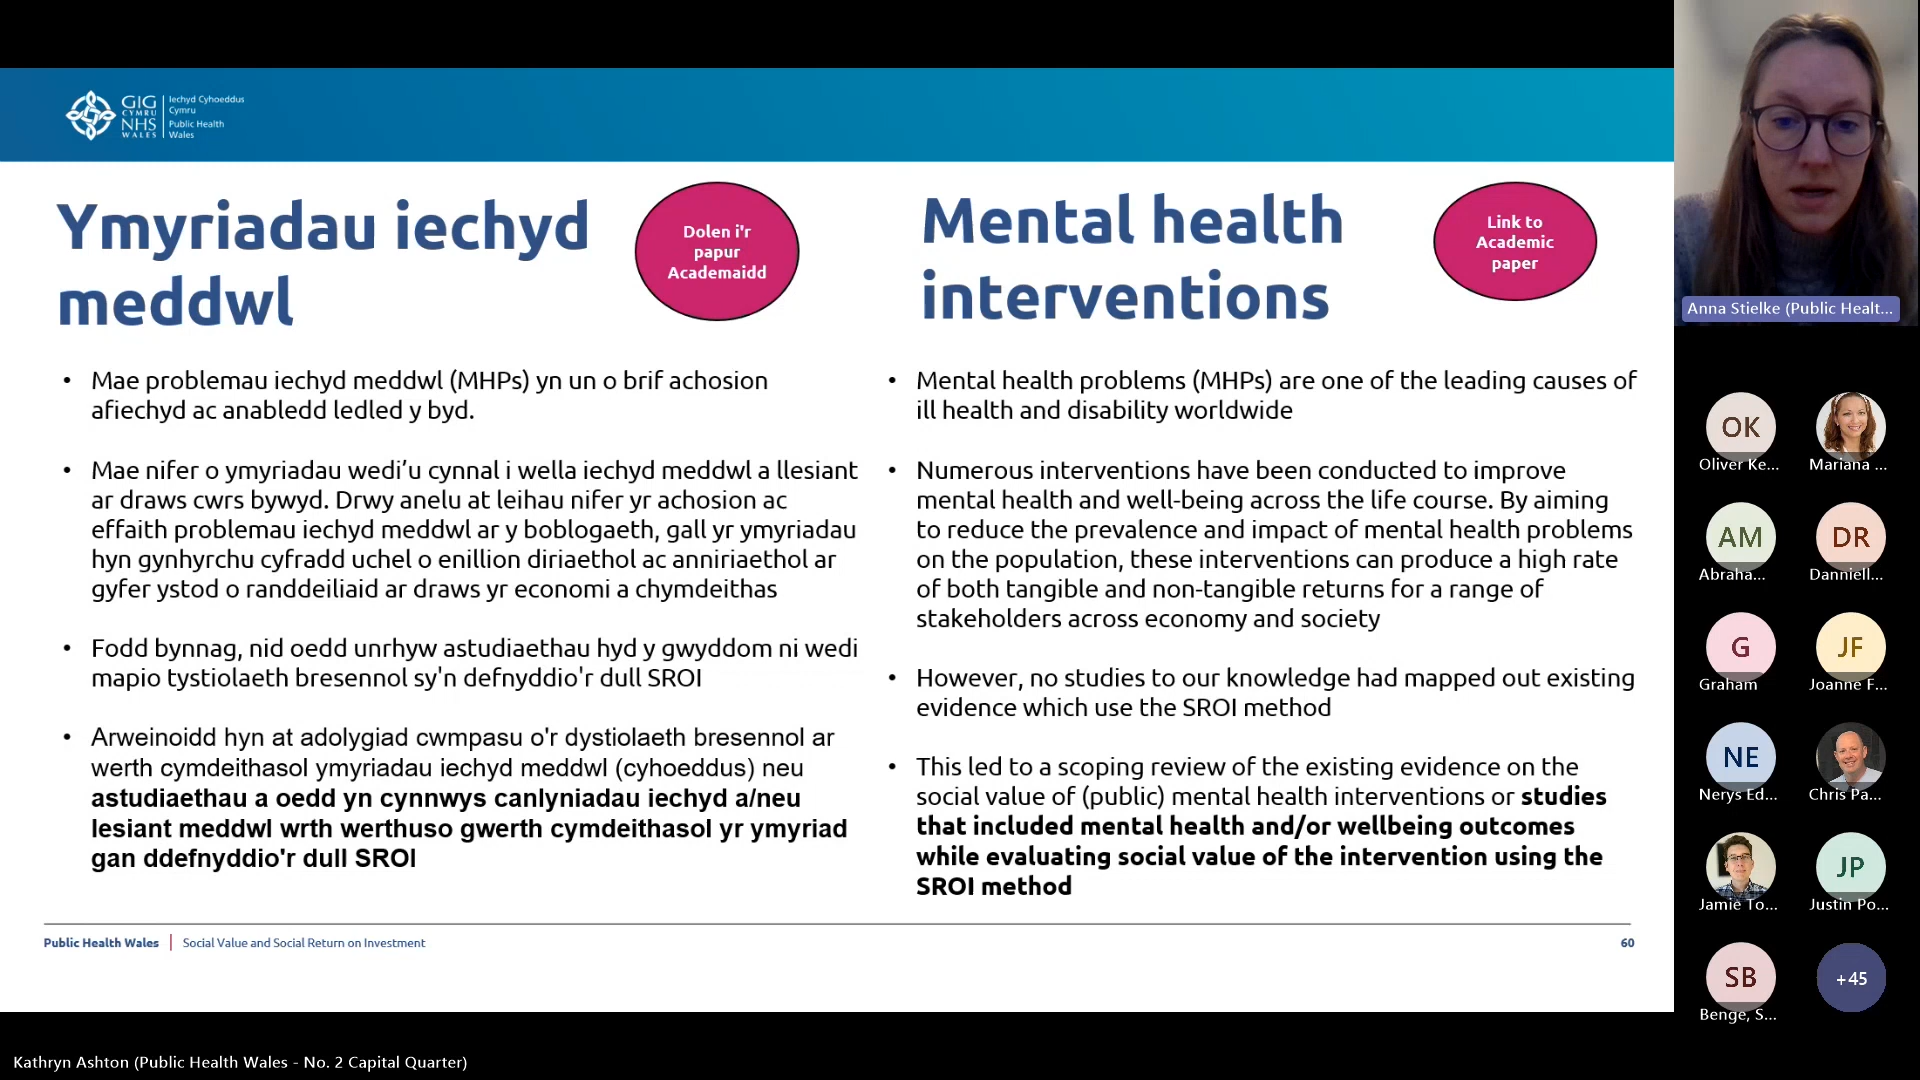 GIG
CYMRU
NHS
WALES
Iechyd Cyhoeddus
Cymru
Public Health
Wales
Ymyriadau iechyd
meddwl
Dolen i'r
papur
Academaidd
• Mae problemau iechyd meddwl (MHPs) yn un o brif achosion
afiechyd ac anabledd ledled y byd.
• Mae nifer o ymyriadau wedi’u cynnal i wella iechyd meddwl a llesiant
ar draws cwrs bywyd. Drwy anelu at leihau nifer yr achosion ac
effaith problemau iechyd meddwl ar y boblogaeth, gall yr ymyriadau
hyn gynhyrchu cyfradd uchel o enillion diriaethol ac anniriaethol ar
gyfer ystod o randdeiliaid ar draws yr economi a chymdeithas
• Fodd bynnag, nid oedd unrhyw astudiaethau hyd y gwyddom ni wedi
mapio tystiolaeth bresennol sy'n defnyddio'r dull SROI
• Arweinoidd hyn at adolygiad cwmpasu o'r dystiolaeth bresennol ar
werth cymdeithasol ymyriadau iechyd meddwl (cyhoeddus) neu
astudiaethau a oedd yn cynnwys canlyniadau iechyd a/neu
lesiant meddwl wrth werthuso gwerth cymdeithasol yr ymyriad
gan ddefnyddio'r dull SROI
Mental health
interventions
Link to
Academic
paper
• Mental health problems (MHPs) are one of the leading causes of
ill health and disability worldwide
• Numerous interventions have been conducted to improve
mental health and well-being across the life course. By aiming
to reduce the prevalence and impact of mental health problems
on the population, these interventions can produce a high rate
of both tangible and non-tangible returns for a range of
stakeholders across economy and society
• However, no studies to our knowledge had mapped out existing
evidence which use the SROI method
• This led to a scoping review of the existing evidence on the
social value of (public) mental health interventions or studies
that included mental health and/or wellbeing outcomes
while evaluating social value of the intervention using the
SROI method
Public Health Wales | Social Value and Social Return on Investment
60
Anna Stielke (Public Healt...
OK
Oliver Ke...
Mariana ...
AM
Abraha...
DR
Danniell...
G
Graham
JF
Joanne F...
NE
Nerys Ed...
Chris Pa...
Jamie To...
JP
Justin Po...
SB
Benge, S...
+45
Kathryn Ashton (Public Health Wales - No. 2 Capital Quarter)